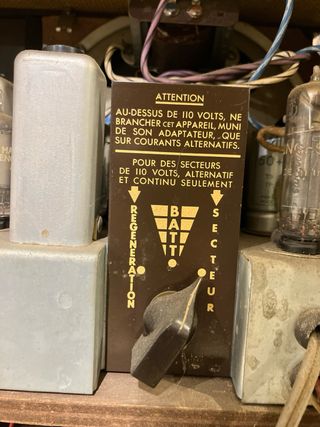 ATTENTION
AU-DESSUS DE 110 VOLTS, NE
BRANCHER CET APPAREIL, MUNI
DE SON ADAPTATEUR, QUE
SUR COURANTS ALTERNATIFS.
POUR DES SECTEURS
DE 110 VOLTS, ALTERNATIF
ET CONTINU SEULEMENT
REGENERATION
BATT
SECTEUR